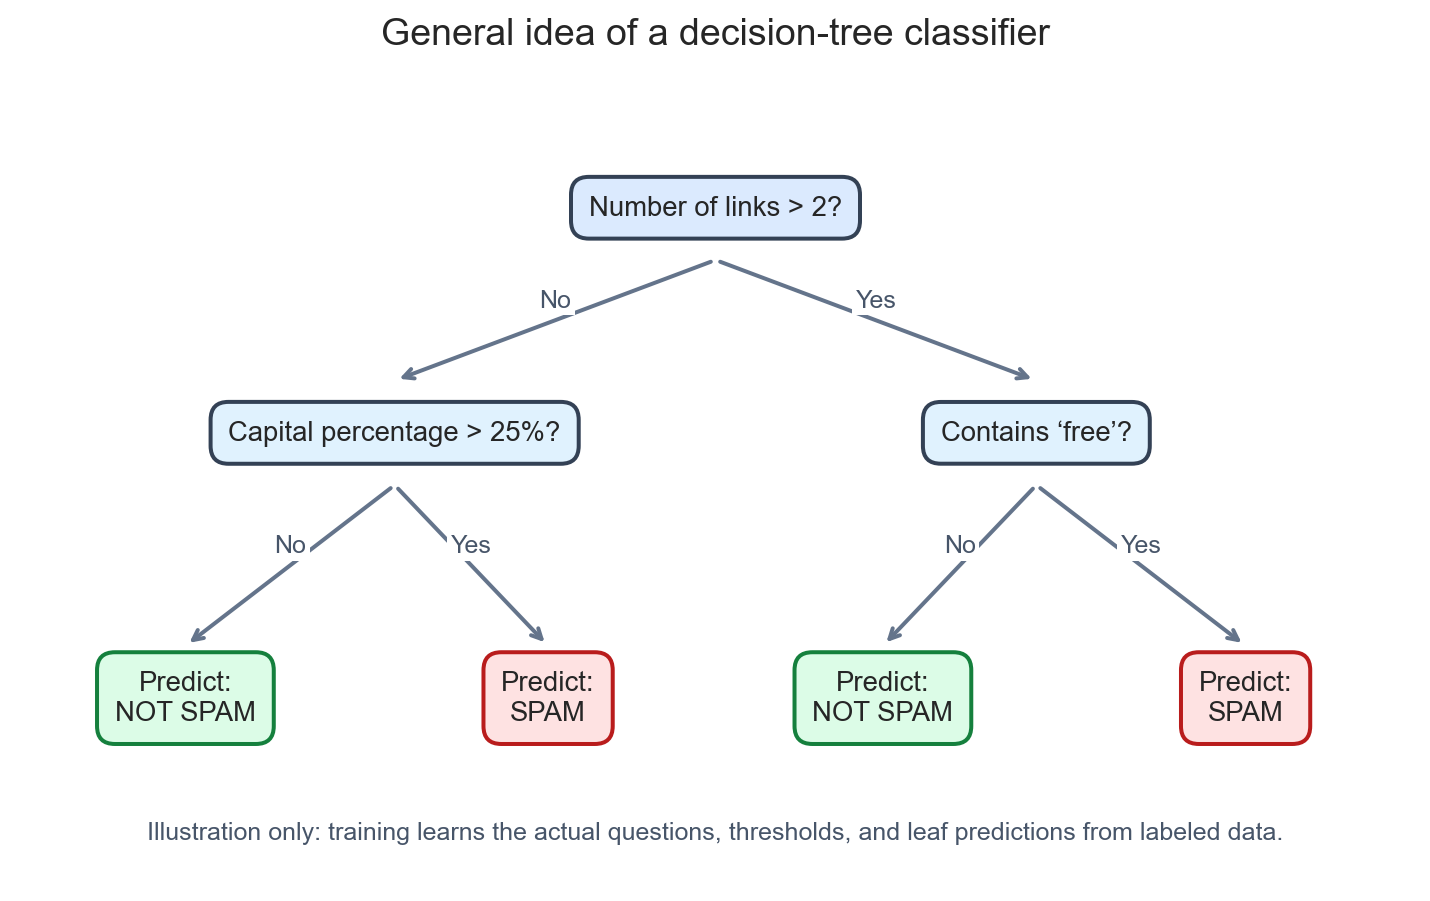 General idea of a decision-tree classifier
Number of links > 2?
No
Yes
Capital percentage > 25%?
Contains ‘free’?
No
Yes
No
Yes
Predict:
NOT SPAM
Predict:
SPAM
Predict:
NOT SPAM
Predict:
SPAM
Illustration only: training learns the actual questions, thresholds, and leaf predictions from labeled data.